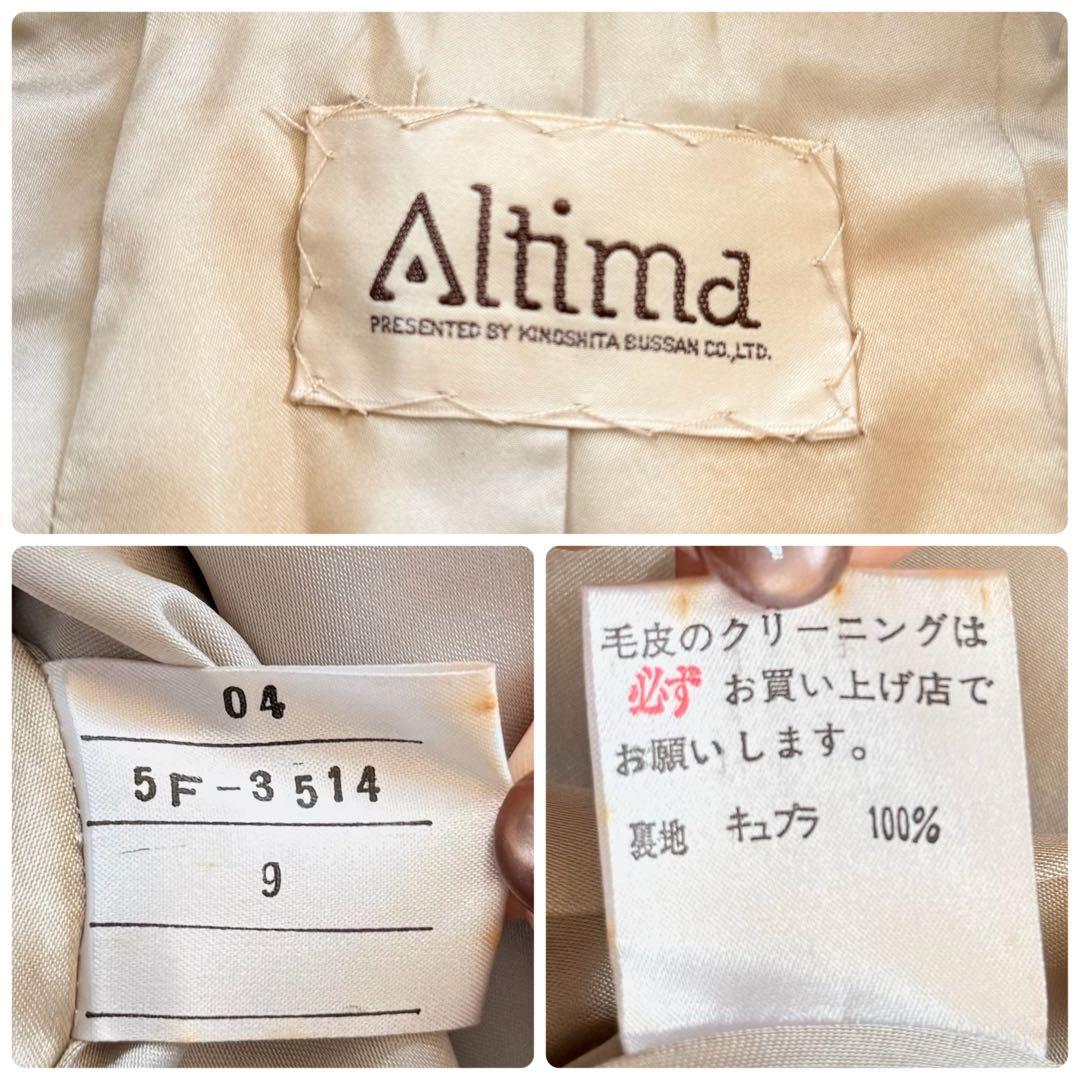 Altima
PRESENTED BY KINOSHITA BUSSAN CO.,LTD.
04
5F-3514
9
毛皮のクリーニングは
必ず お買い上げ店で
お願いします。
裏地 キュプラ 100%